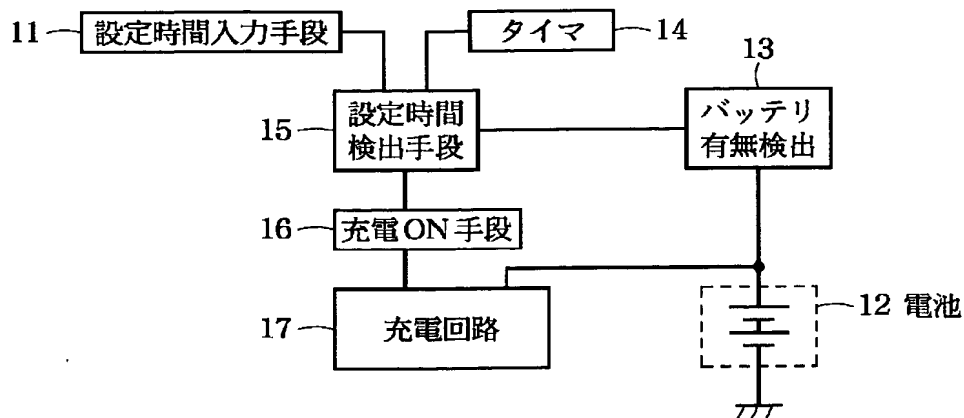 11
設定時間入力手段
タイマ
14
13
15
設定時間
検出手段
バッテリ
有無検出
16
充電ON手段
17
充電回路
12 電池